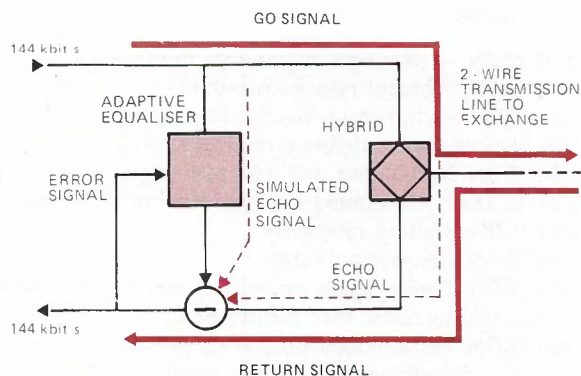 GO SIGNAL
144 kbit s
2-WIRE
TRANSMISSION
LINE TO
EXCHANGE
ADAPTIVE
EQUALISER
HYBRID
ERROR
SIGNAL
SIMULATED
ECHO
SIGNAL
ECHO
SIGNAL
–
144 kbit s
RETURN SIGNAL